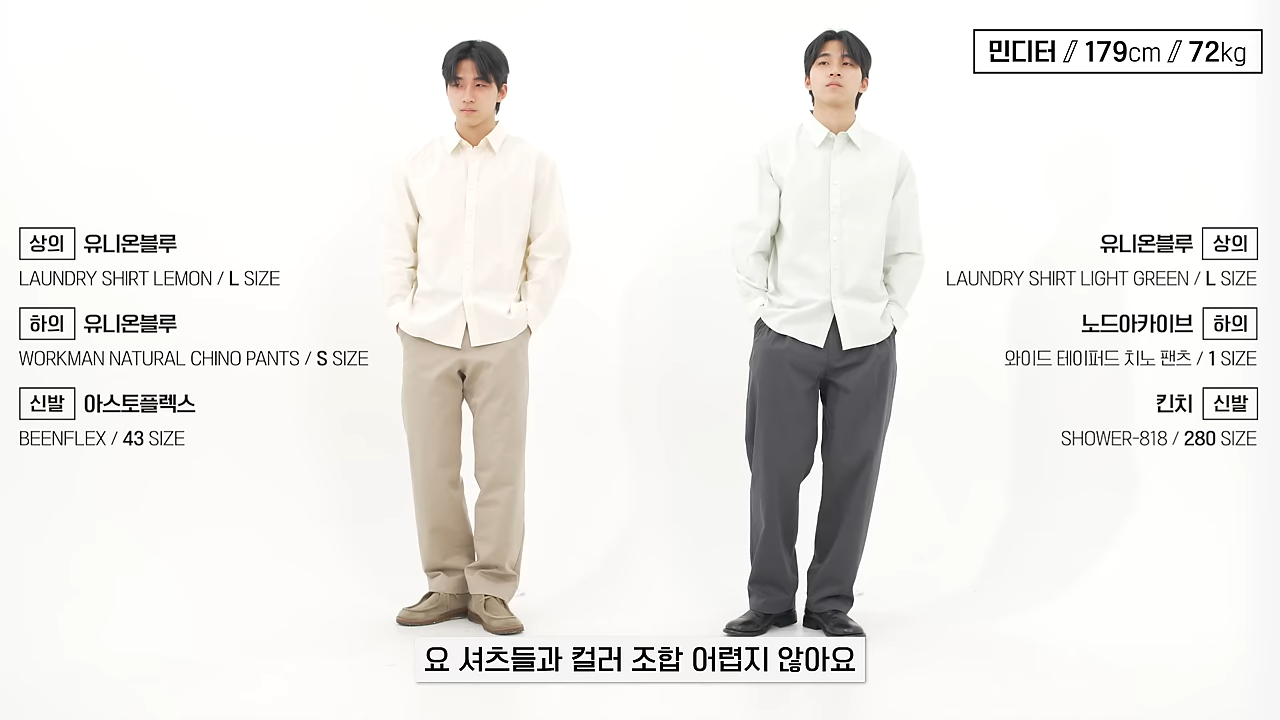 민디터 // 179cm // 72kg
상의 유니온블루
LAUNDRY SHIRT LEMON / L SIZE
하의 유니온블루
WORKMAN NATURAL CHINO PANTS / S SIZE
신발 아스토플렉스
BEENFLEX / 43 SIZE
유니온블루 상의
LAUNDRY SHIRT LIGHT GREEN / L SIZE
노드아카이브 하의
와이드 테이퍼드 치노 팬츠 / 1 SIZE
킨치 신발
SHOWER-818 / 280 SIZE
요 셔츠들과 컬러 조합 어렵지 않아요